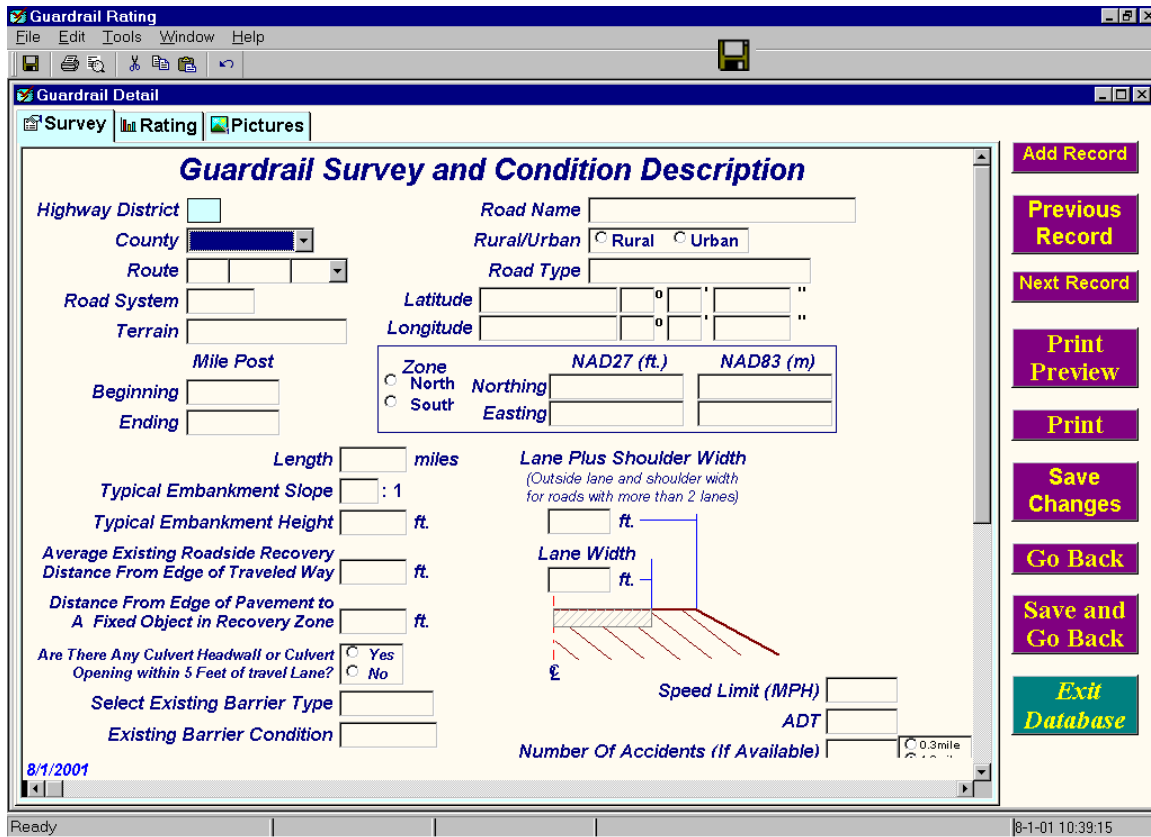 Guardrail Rating
File Edit Tools Window Help
Guardrail Detail
Survey Rating Pictures
Guardrail Survey and Condition Description
Highway District
Road Name
County
Rural/Urban Rural Urban
Route
Road Type
Road System
Latitude o ' "
Terrain
Longitude o ' "
Mile Post
Beginning
Ending
Zone
North
South
NAD27 (ft.) NAD83 (m)
Northing
Easting
Length miles
Typical Embankment Slope : 1
Typical Embankment Height ft.
Average Existing Roadside Recovery
Distance From Edge of Traveled Way ft.
Distance From Edge of Pavement to
A Fixed Object in Recovery Zone ft.
Are There Any Culvert Headwall or Culvert
Opening within 5 Feet of travel Lane?
Yes
No
Select Existing Barrier Type
Existing Barrier Condition
Lane Plus Shoulder Width
(Outside lane and shoulder width
for roads with more than 2 lanes)
ft.
Lane Width
ft.
℄
Speed Limit (MPH)
ADT
Number Of Accidents (If Available) 0.3mile
8/1/2001
Add Record
Previous
Record
Next Record
Print
Preview
Print
Save
Changes
Go Back
Save and
Go Back
Exit
Database
Ready
8-1-01 10:39:15